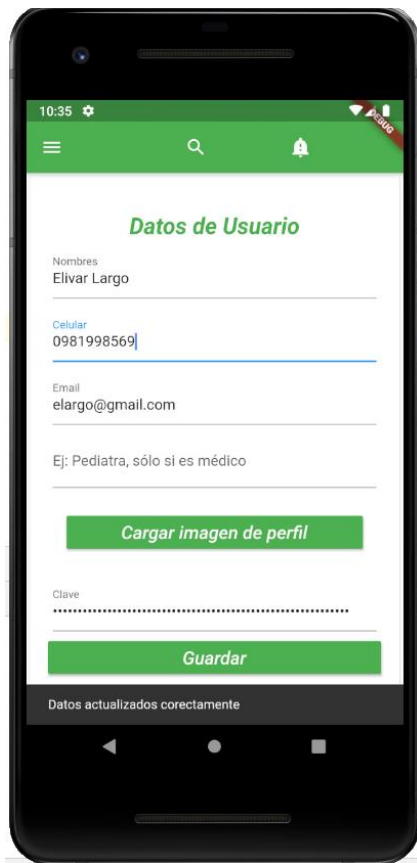 10:35
DEBUG
Datos de Usuario
Nombres
Elivar Largo
Celular
0981998569
Email
elargo@gmail.com
Ej: Pediatra, sólo si es médico
Cargar imagen de perfil
Clave
Guardar
Datos actualizados corectamente